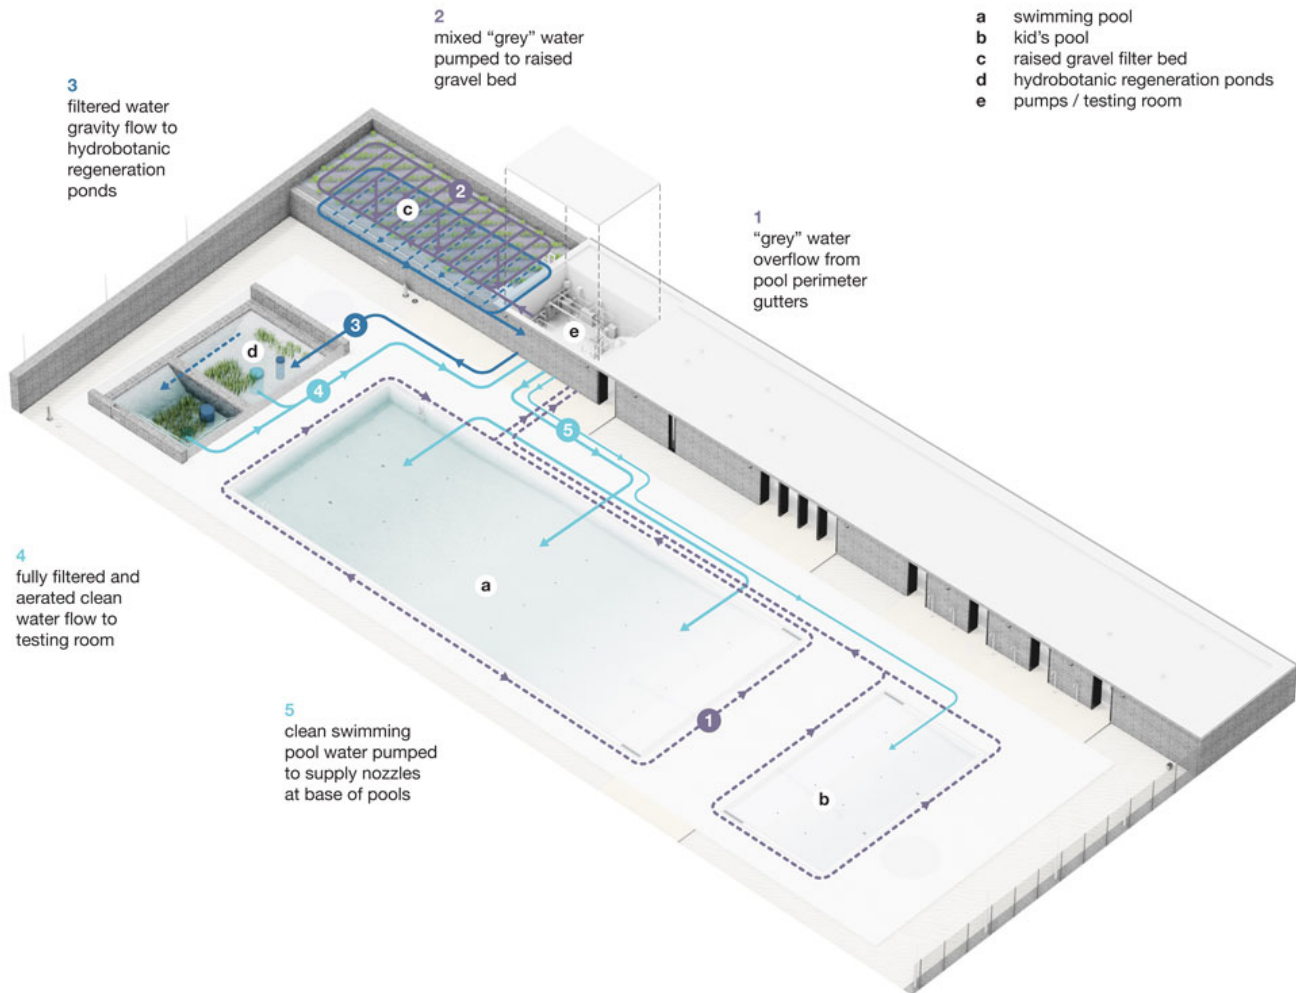 2
mixed “grey” water
pumped to raised
gravel bed
a swimming pool
b kid’s pool
c raised gravel filter bed
d hydrobotanic regeneration ponds
e pumps / testing room
3
filtered water
gravity flow to
hydrobotanic
regeneration
ponds
1
“grey” water
overflow from
pool perimeter
gutters
2
c
e
3
d
4
5
a
4
fully filtered and
aerated clean
water flow to
testing room
5
clean swimming
pool water pumped
to supply nozzles
at base of pools
1
b